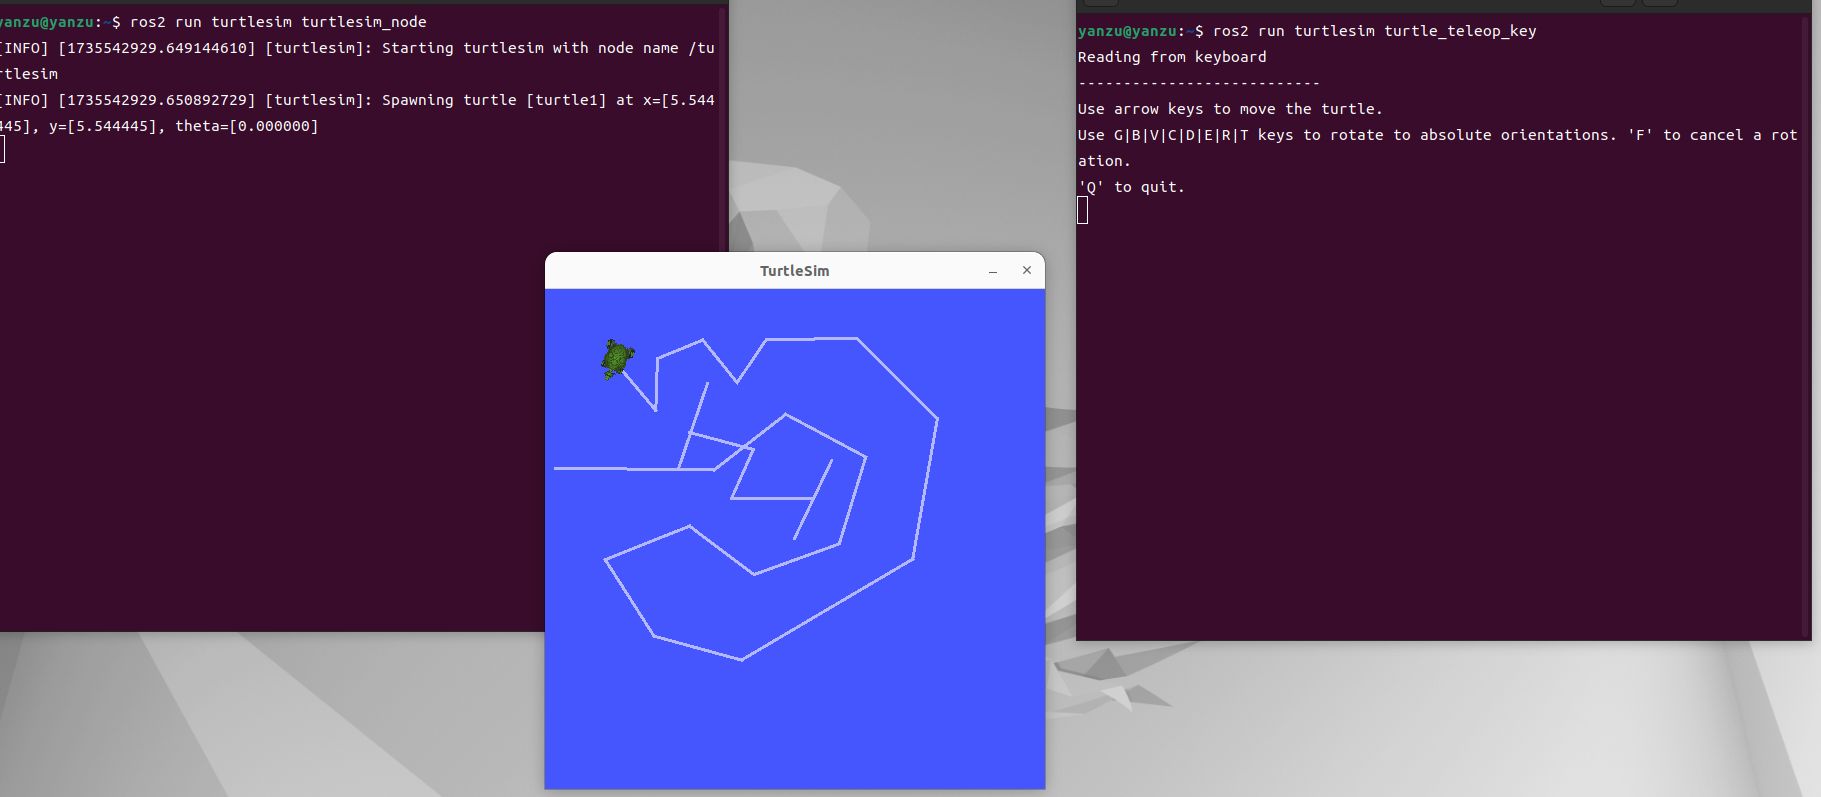 yanzu@yanzu:~$ ros2 run turtlesim turtlesim_node
[INFO] [1735542929.649144610] [turtlesim]: Starting turtlesim with node name /tu
rtlesim
[INFO] [1735542929.650892729] [turtlesim]: Spawning turtle [turtle1] at x=[5.544
445], y=[5.544445], theta=[0.000000]
yanzu@yanzu:~$ ros2 run turtlesim turtle_teleop_key
Reading from keyboard
---------------------------
Use arrow keys to move the turtle.
Use G|B|V|C|D|E|R|T keys to rotate to absolute orientations. 'F' to cancel a rot
ation.
'Q' to quit.
TurtleSim